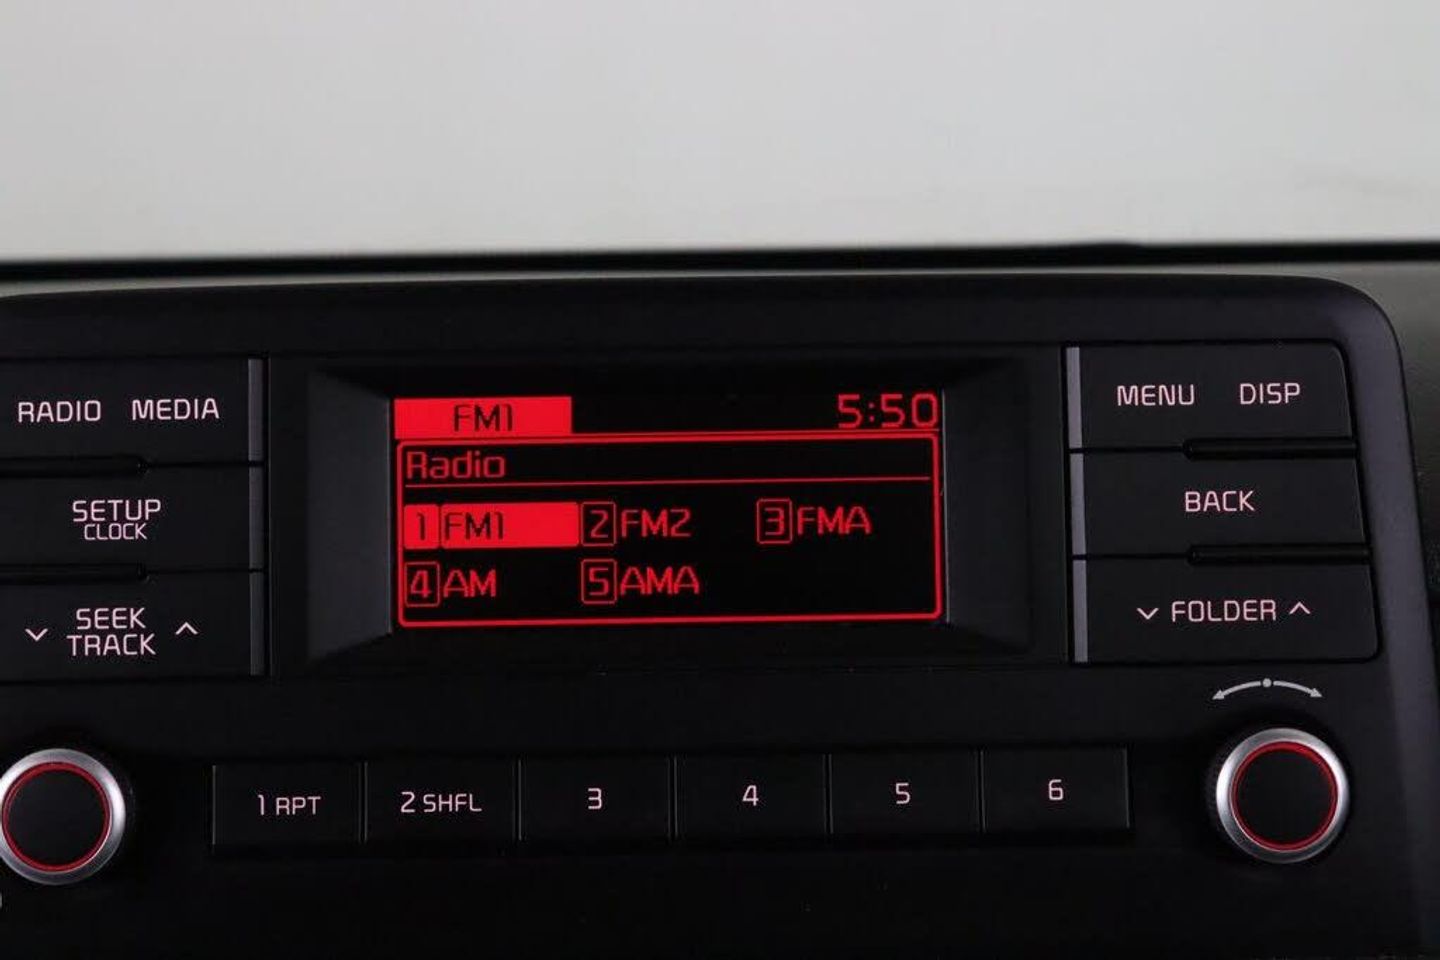 RADIO MEDIA
SETUP
CLOCK
SEEK
TRACK
FM1 5:50
Radio
1 FM1 2 FM2 3 FMA
4 AM 5 AMA
MENU DISP
BACK
FOLDER
1 RPT 2 SHFL 3 4 5 6